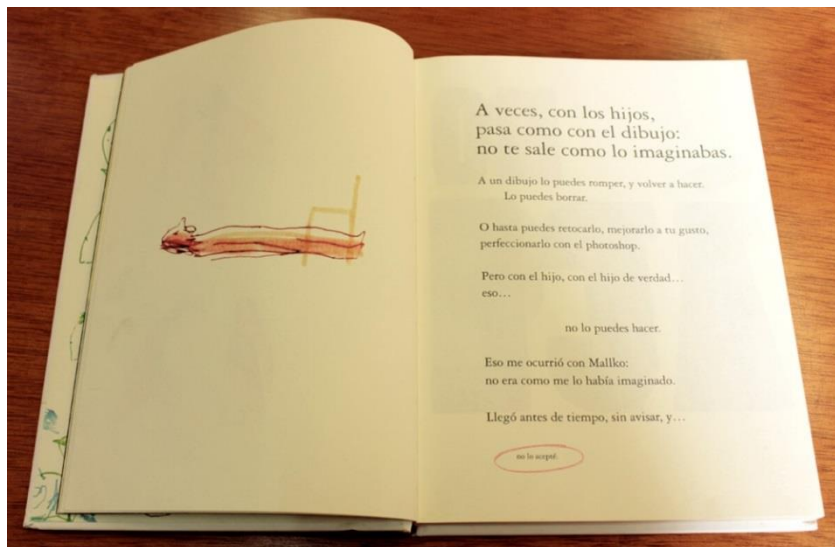 A veces, con los hijos,
pasa como con el dibujo:
no te sale como lo imaginabas.
A un dibujo lo puedes romper, y volver a hacer.
Lo puedes borrar.
O hasta puedes retocarlo, mejorarlo a tu gusto,
perfeccionarlo con el photoshop.
Pero con el hijo, con el hijo de verdad…
eso…
no lo puedes hacer.
Eso me ocurrió con Mallko:
no era como me lo había imaginado.
Llegó antes de tiempo, sin avisar, y…
no lo acepté.